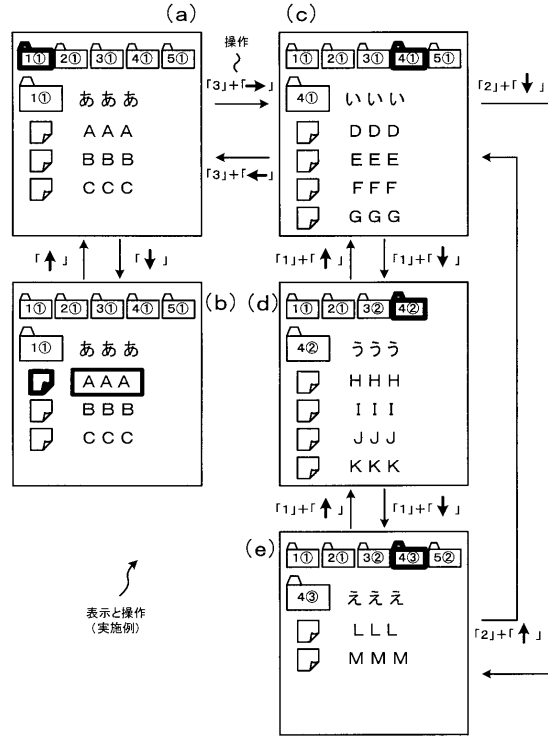 (a)
1① 2① 3① 4① 5①
1① あああ
AAA
BBB
CCC
操作
「3」+「→」
「3」+「←」
(c)
1① 2① 3① 4① 5①
4① いいい
DDD
EEE
FFF
GGG
「2」+「↓」
「↑」 「↓」
「1」+「↑」 「1」+「↓」
(b)
1① 2① 3① 4① 5①
1① あああ
AAA
BBB
CCC
(d)
1① 2① 3② 4②
4② ううう
HHH
III
JJJ
KKK
「1」+「↑」 「1」+「↓」
(e)
1① 2① 3② 4③ 5②
4③ えええ
LLL
MMM
「2」+「↑」
表示と操作
(実施例)